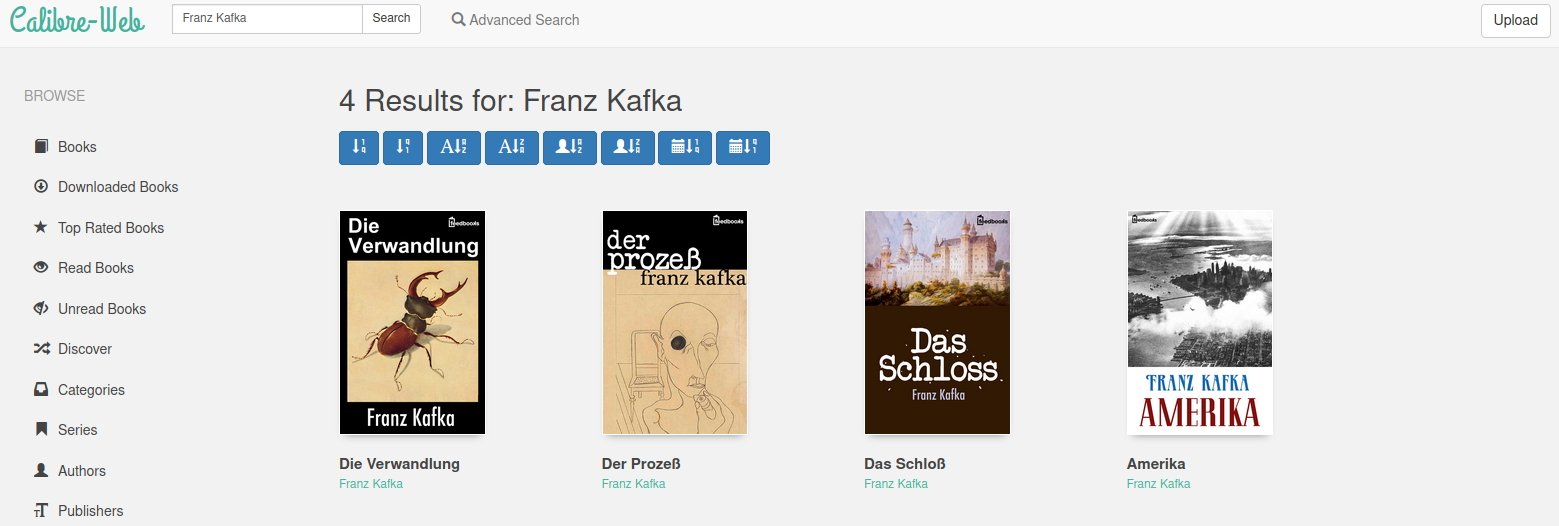 Calibre-Web
Franz Kafka
Search
Advanced Search
Upload
BROWSE
Books
Downloaded Books
Top Rated Books
Read Books
Unread Books
Discover
Categories
Series
Authors
Publishers
4 Results for: Franz Kafka
Die
Verwandlung
feedbooks
Franz Kafka
Die Verwandlung
Franz Kafka
feedbooks
der
prozeß
franz kafka
Der Prozeß
Franz Kafka
feedbooks
Das
Schloss
Franz Kafka
Das Schloß
Franz Kafka
feedbooks
FRANZ KAFKA
AMERIKA
Amerika
Franz Kafka